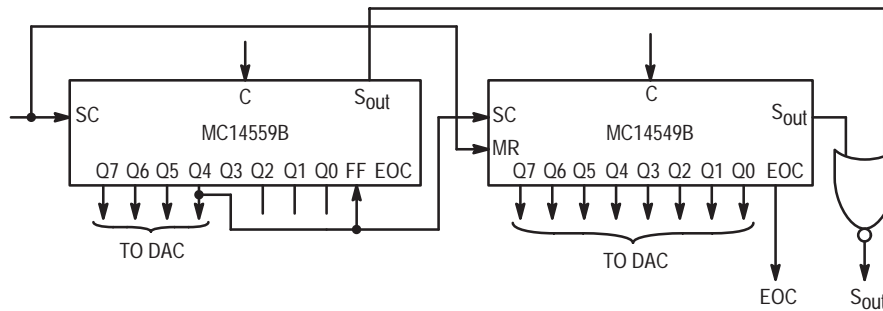 C
S_out
C
S_out
SC
MC14559B
SC
MC14549B
MR
Q7 Q6 Q5 Q4 Q3 Q2 Q1 Q0 FF EOC
Q7 Q6 Q5 Q4 Q3 Q2 Q1 Q0 EOC
TO DAC
TO DAC
EOC
S_out